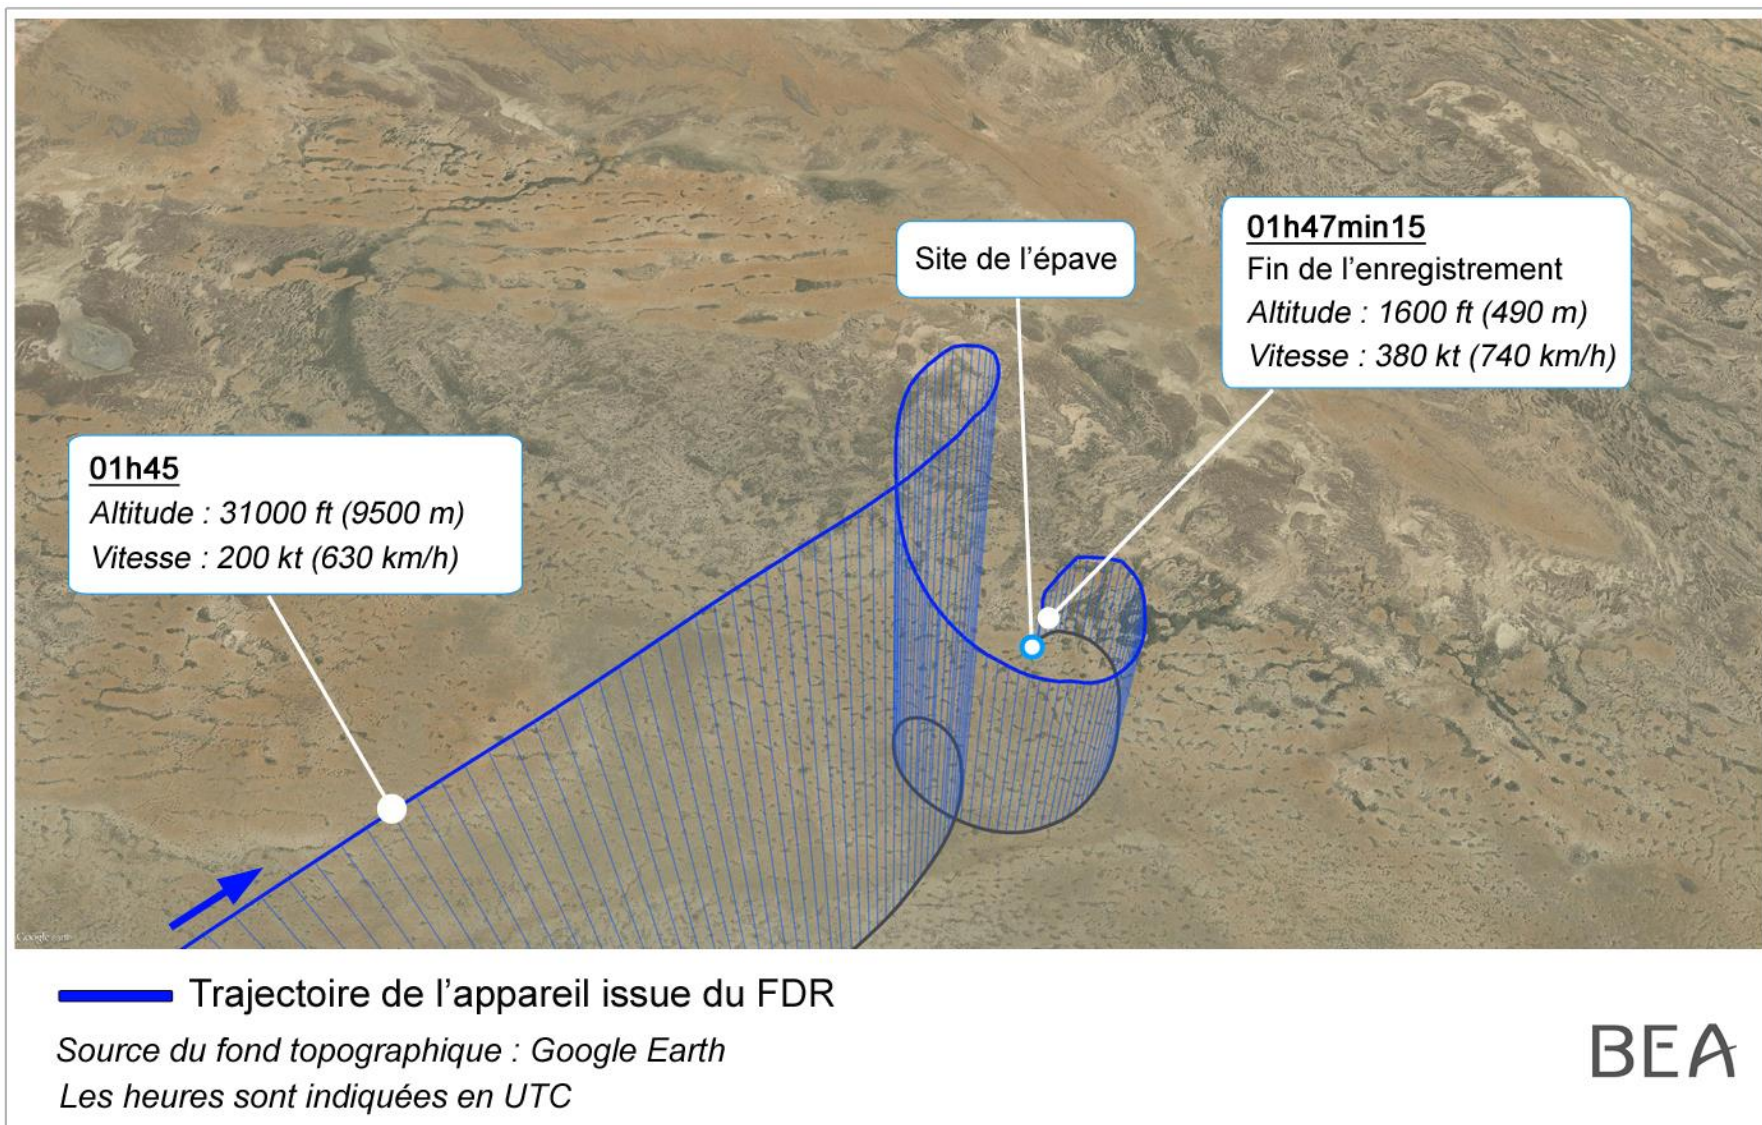 Site de l'épave
01h47min15
Fin de l'enregistrement
Altitude : 1600 ft (490 m)
Vitesse : 380 kt (740 km/h)
01h45
Altitude : 31000 ft (9500 m)
Vitesse : 200 kt (630 km/h)
Google earth
Trajectoire de l'appareil issue du FDR
Source du fond topographique : Google Earth
Les heures sont indiquées en UTC
BEA